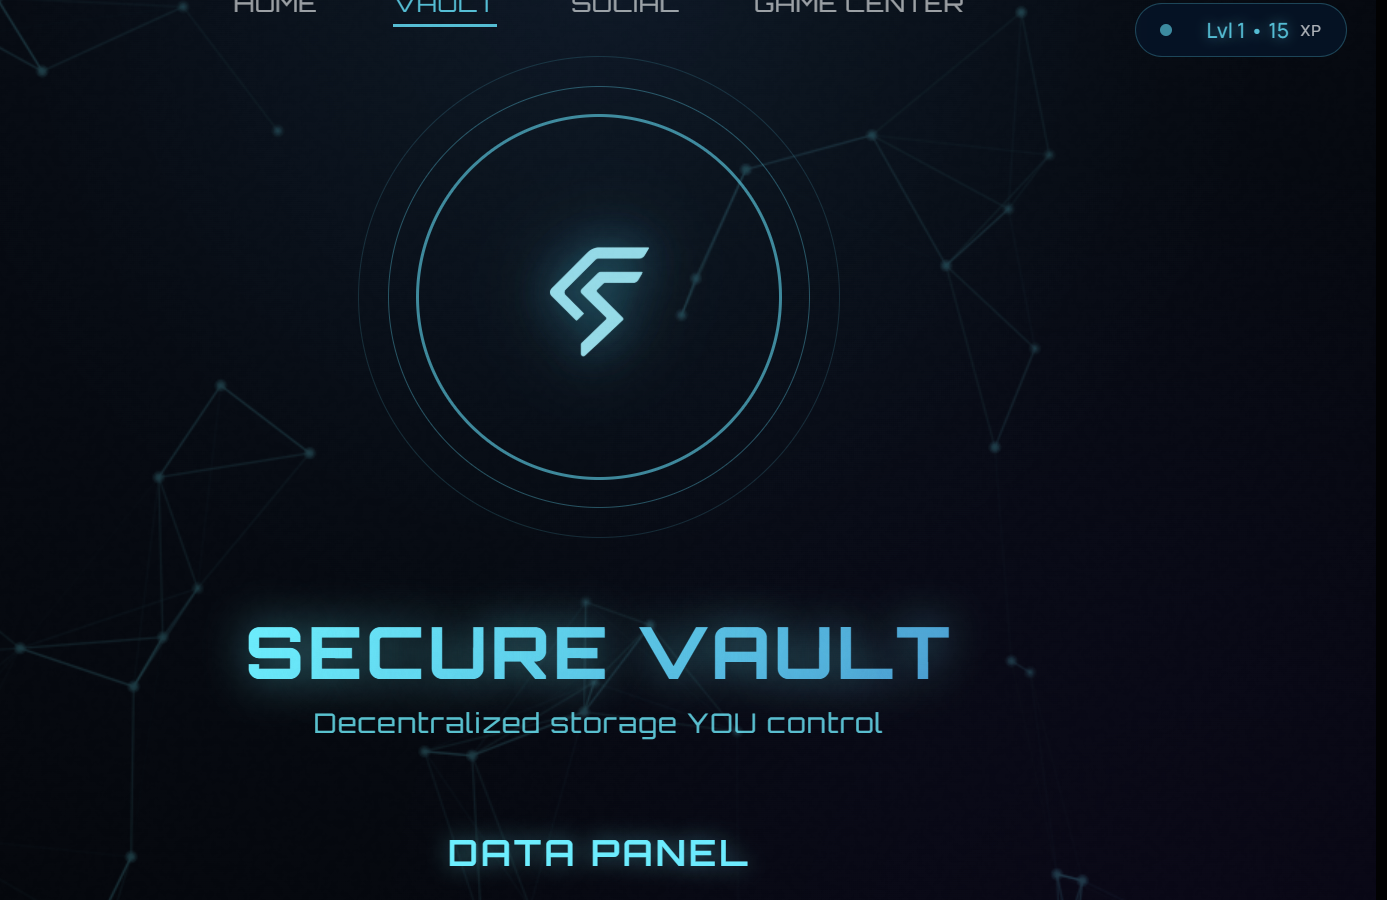 HOME VAULT SOCIAL GAME CENTER
Lvl 1 • 15 XP
SECURE VAULT
Decentralized storage YOU control
DATA PANEL